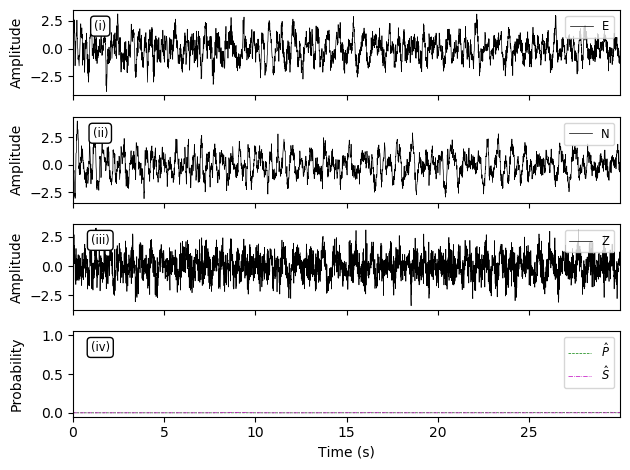 Amplitude
2.5
0.0
−2.5
(i)
E
Amplitude
2.5
0.0
−2.5
(ii)
N
Amplitude
2.5
0.0
−2.5
(iii)
Z
Probability
1.0
0.5
0.0
(iv)
P̂
Ŝ
0 5 10 15 20 25
Time (s)